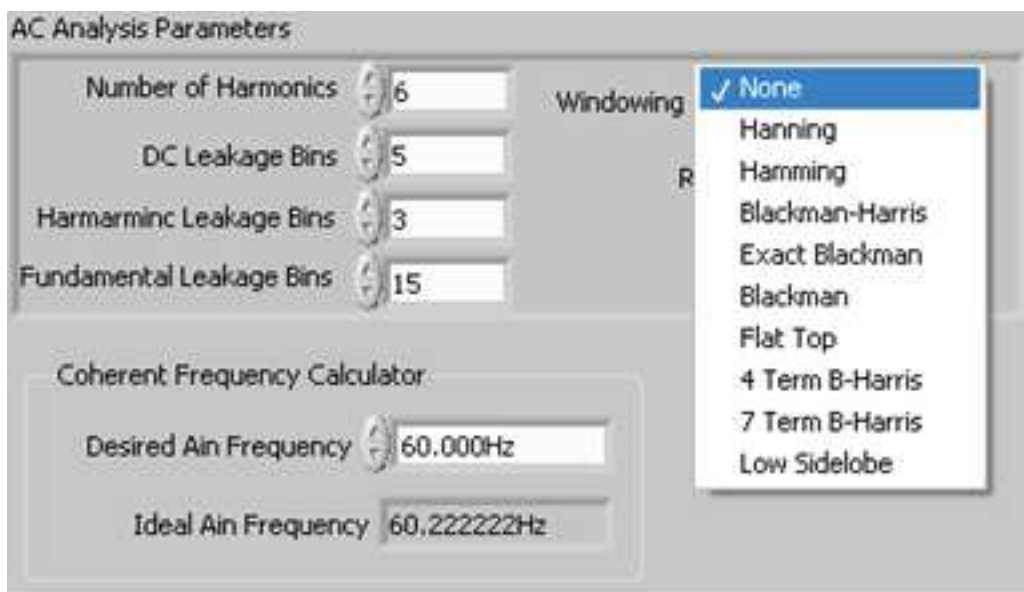 AC Analysis Parameters
Number of Harmonics 6
DC Leakage Bins 5
Harmarminc Leakage Bins 3
Fundamental Leakage Bins 15
Windowing
R
✓ None
Hanning
Hamming
Blackman-Harris
Exact Blackman
Blackman
Flat Top
4 Term B-Harris
7 Term B-Harris
Low Sidelobe
Coherent Frequency Calculator
Desired Ain Frequency 60.000Hz
Ideal Ain Frequency 60.222222Hz